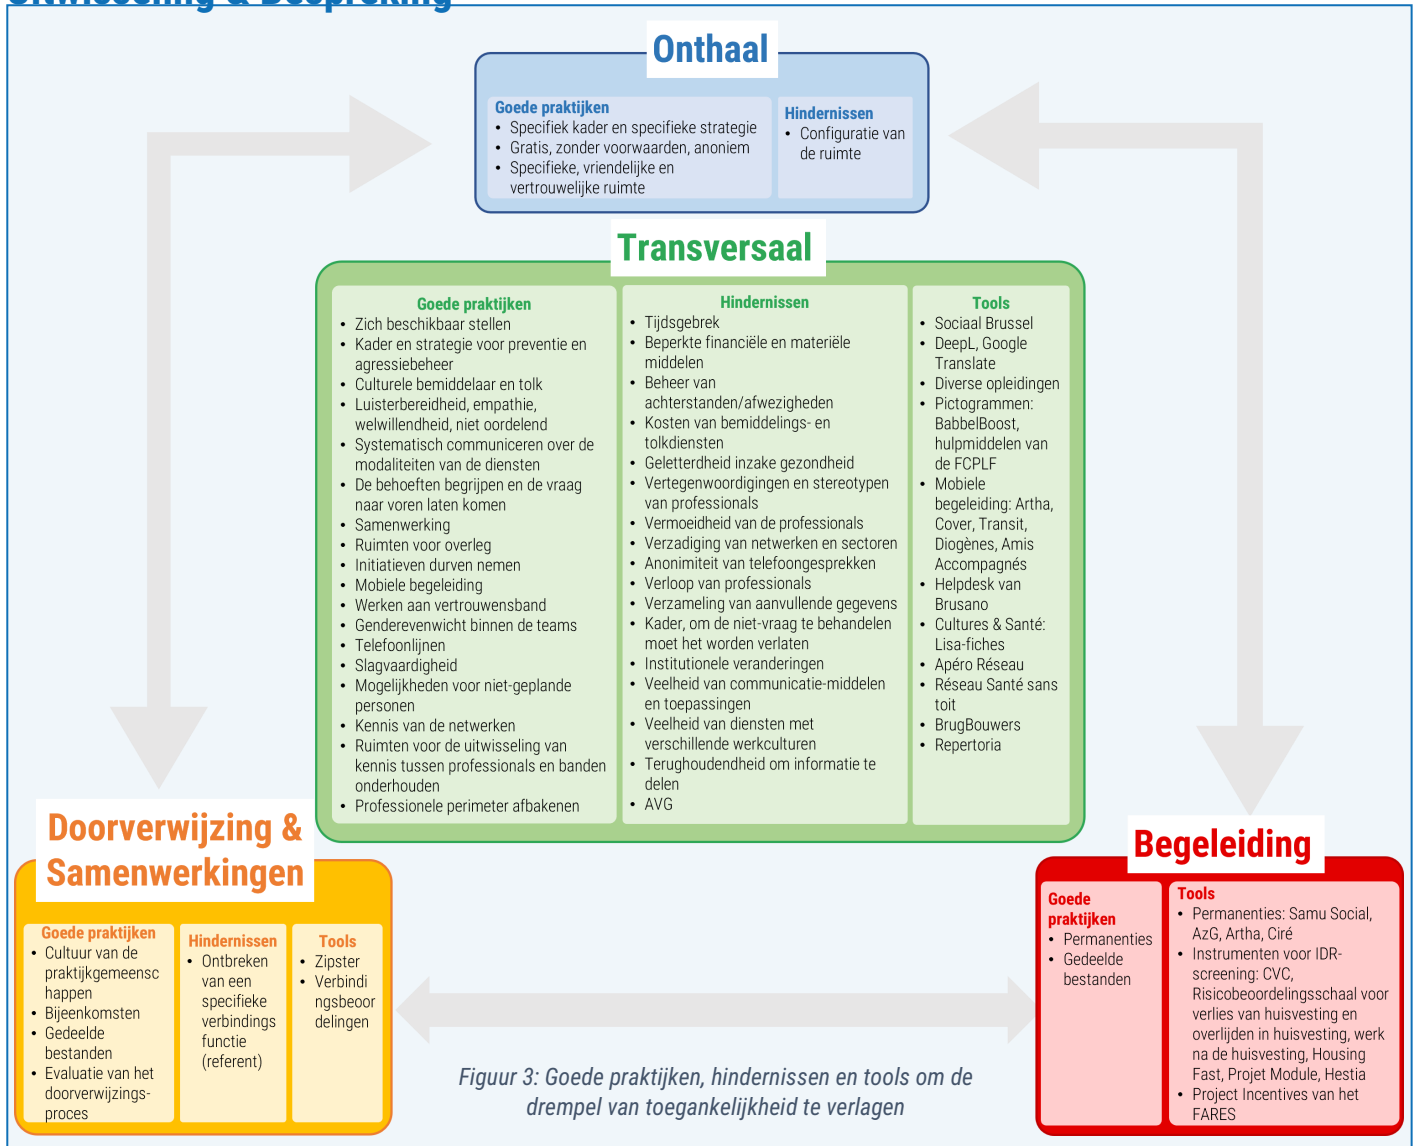 Uitwisseling & Bespreking
Onthaal
Goede praktijken
• Specifiek kader en specifieke strategie
• Gratis, zonder voorwaarden, anoniem
• Specifieke, vriendelijke en
vertrouwelijke ruimte
Hindernissen
• Configuratie van
de ruimte
Transversaal
Goede praktijken
• Zich beschikbaar stellen
• Kader en strategie voor preventie en
agressiebeheer
• Culturele bemiddelaar en tolk
• Luisterbereidheid, empathie,
welwillendheid, niet oordelend
• Systematisch communiceren over de
modaliteiten van de diensten
• De behoeften begrijpen en de vraag
naar voren laten komen
• Samenwerking
• Ruimten voor overleg
• Initiatieven durven nemen
• Mobiele begeleiding
• Werken aan vertrouwensband
• Genderevenwicht binnen de teams
• Telefoonlijnen
• Slagvaardigheid
• Mogelijkheden voor niet-geplande
personen
• Kennis van de netwerken
• Ruimten voor de uitwisseling van
kennis tussen professionals en banden
onderhouden
• Professionele perimeter afbakenen
Hindernissen
• Tijdsgebrek
• Beperkte financiële en materiële
middelen
• Beheer van
achterstanden/afwezigheden
• Kosten van bemiddelings- en
tolkdiensten
• Geletterdheid inzake gezondheid
• Vertegenwoordigingen en stereotypen
van professionals
• Vermoeidheid van de professionals
• Verzadiging van netwerken en sectoren
• Anonimiteit van telefoongesprekken
• Verloop van professionals
• Verzameling van aanvullende gegevens
• Kader, om de niet-vraag te behandelen
moet het worden verlaten
• Institutionele veranderingen
• Veelheid van communicatie-middelen
en toepassingen
• Veelheid van diensten met
verschillende werkculturen
• Terughoudendheid om informatie te
delen
• AVG
Tools
• Sociaal Brussel
• DeepL, Google
Translate
• Diverse opleidingen
• Pictogrammen:
BabbelBoost,
hulpmiddelen van
de FCPLF
• Mobiele
begeleiding: Artha,
Cover, Transit,
Diogènes, Amis
Accompagnés
• Helpdesk van
Brusano
• Cultures & Santé:
Lisa-fiches
• Apéro Réseau
• Réseau Santé sans
toit
• BrugBouwers
• Repertoria
Doorverwijzing &
Samenwerkingen
Goede praktijken
• Cultuur van de
praktijkgemeensc
happen
• Bijeenkomsten
• Gedeelde
bestanden
• Evaluatie van het
doorverwijzings-
proces
Hindernissen
• Ontbreken
van een
specifieke
verbindings
functie
(referent)
Tools
• Zipster
• Verbindi
ngsbeoor
delingen
Begeleiding
Goede
praktijken
• Permanenties
• Gedeelde
bestanden
Tools
• Permanenties: Samu Social,
AzG, Artha, Ciré
• Instrumenten voor IDR-
screening: CVC,
Risicobeoordelingsschaal voor
verlies van huisvesting en
overlijden in huisvesting, werk
na de huisvesting, Housing
Fast, Projet Module, Hestia
• Project Incentives van het
FARES
Figuur 3: Goede praktijken, hindernissen en tools om de
drempel van toegankelijkheid te verlagen